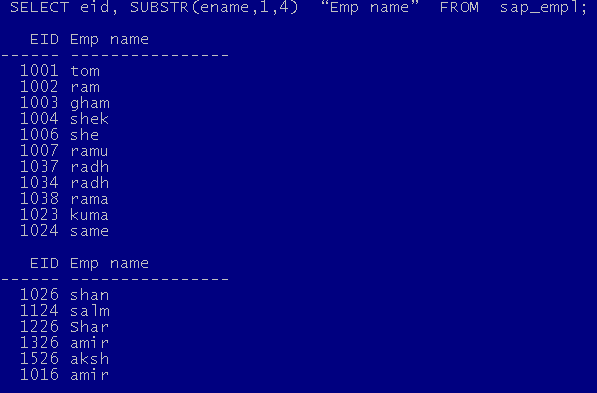 SELECT eid, SUBSTR(ename,1,4) “Emp name” FROM sap_empl;
EID Emp name
------ ----------------
1001 tom
1002 ram
1003 gham
1004 shek
1006 she
1007 ramu
1037 radh
1034 radh
1038 rama
1023 kuma
1024 same
EID Emp name
------ ----------------
1026 shan
1124 salm
1226 Shar
1326 amir
1526 aksh
1016 amir